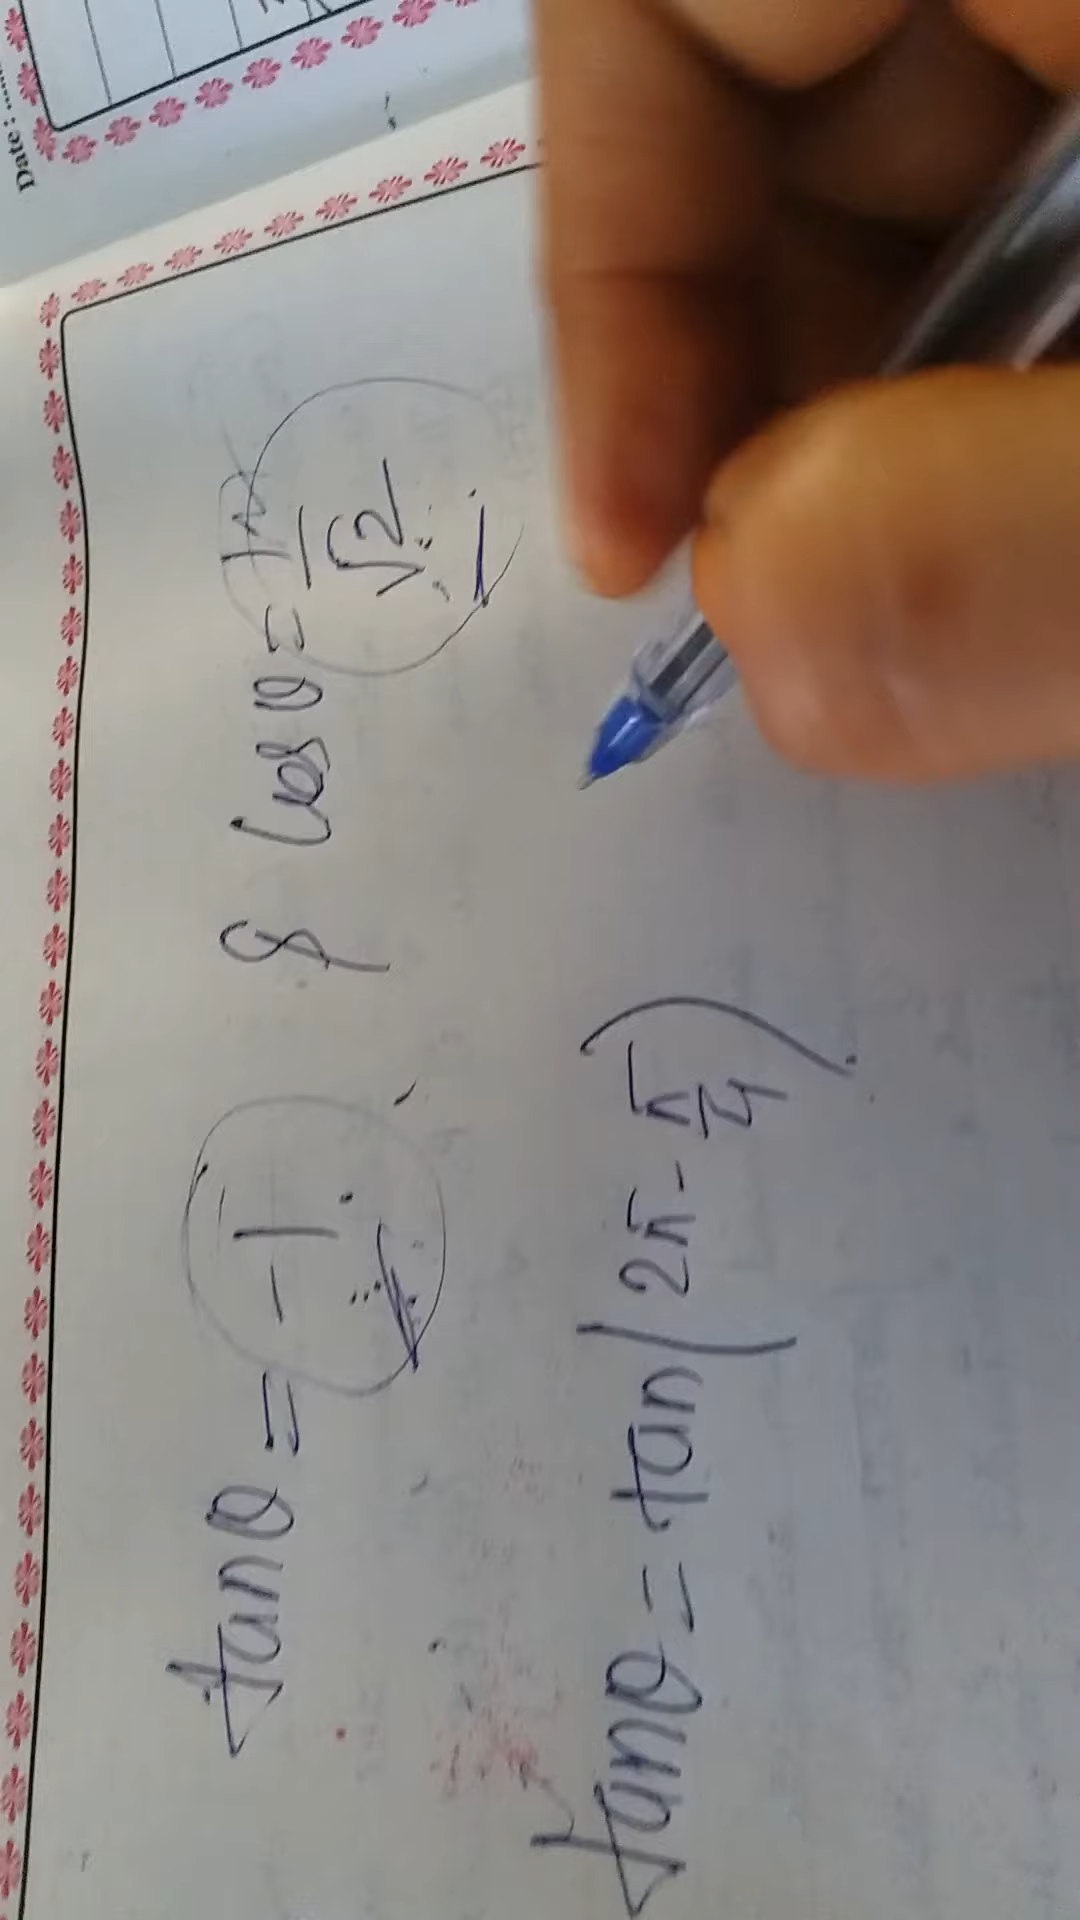 tanθ = -1 & cosθ = 1/√2
tanθ = tan(2π - π/4)
Date :